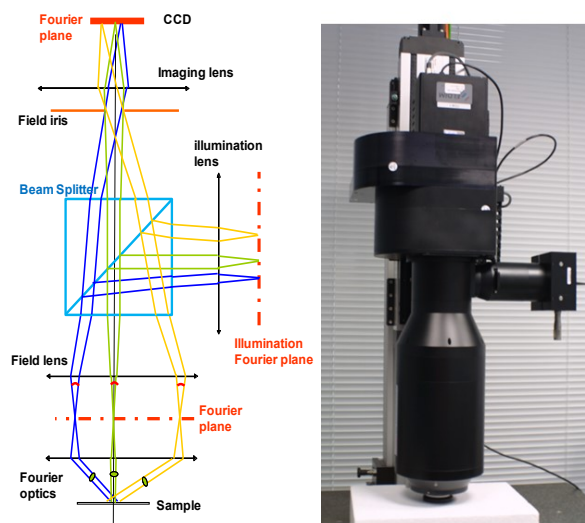 Fourier
plane
CCD
Imaging lens
Field iris
illumination
lens
Beam Splitter
Illumination
Fourier plane
Field lens
Fourier
plane
Fourier
optics
Sample